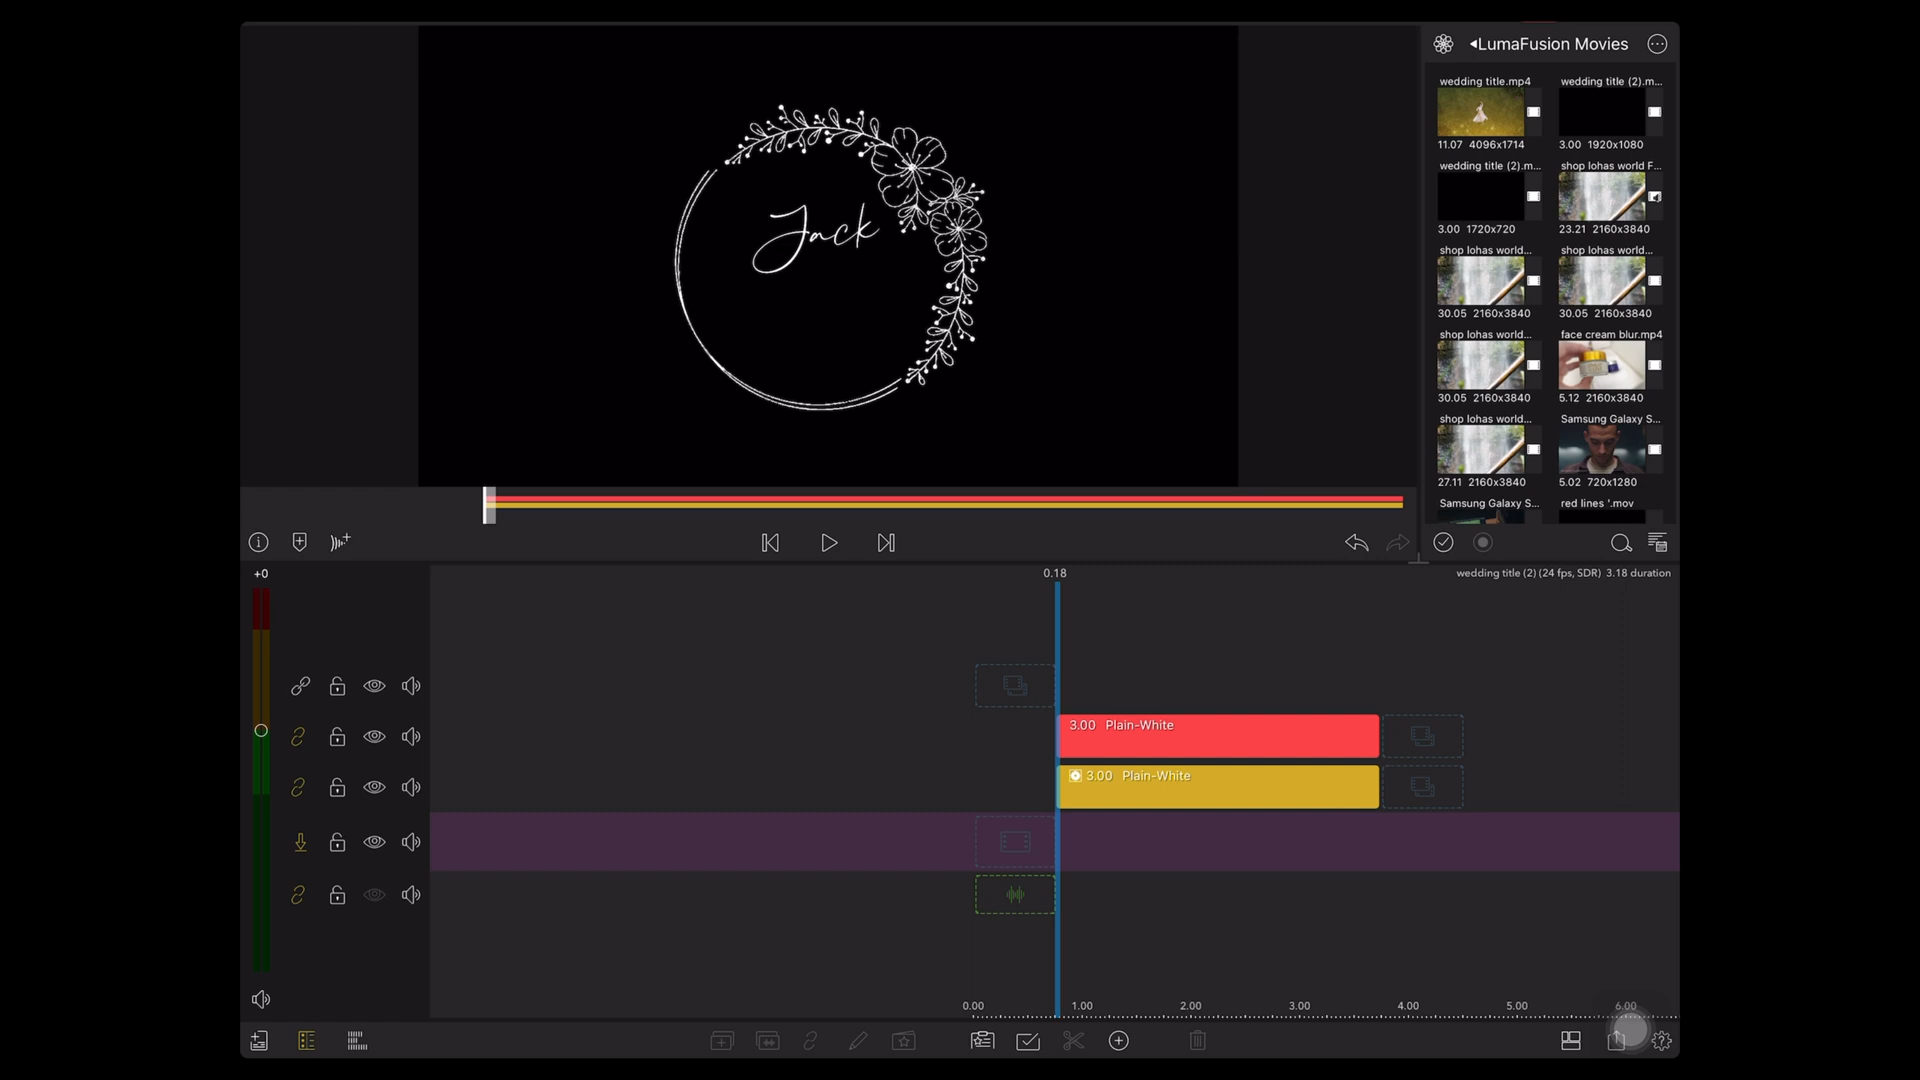 ◂LumaFusion Movies
wedding title.mp4
wedding title (2).m...
11.07 4096x1714
3.00 1920x1080
wedding title (2).m...
shop lohas world F...
3.00 1720x720
23.21 2160x3840
shop lohas world...
shop lohas world...
30.05 2160x3840
30.05 2160x3840
shop lohas world...
face cream blur.mp4
30.05 2160x3840
5.12 2160x3840
shop lohas world...
Samsung Galaxy S...
27.11 2160x3840
5.02 720x1280
Samsung Galaxy S...
red lines '.mov
Jack
+0
0.18
wedding title (2) (24 fps, SDR) 3.18 duration
3.00 Plain-White
3.00 Plain-White
0.00 1.00 2.00 3.00 4.00 5.00 6.00